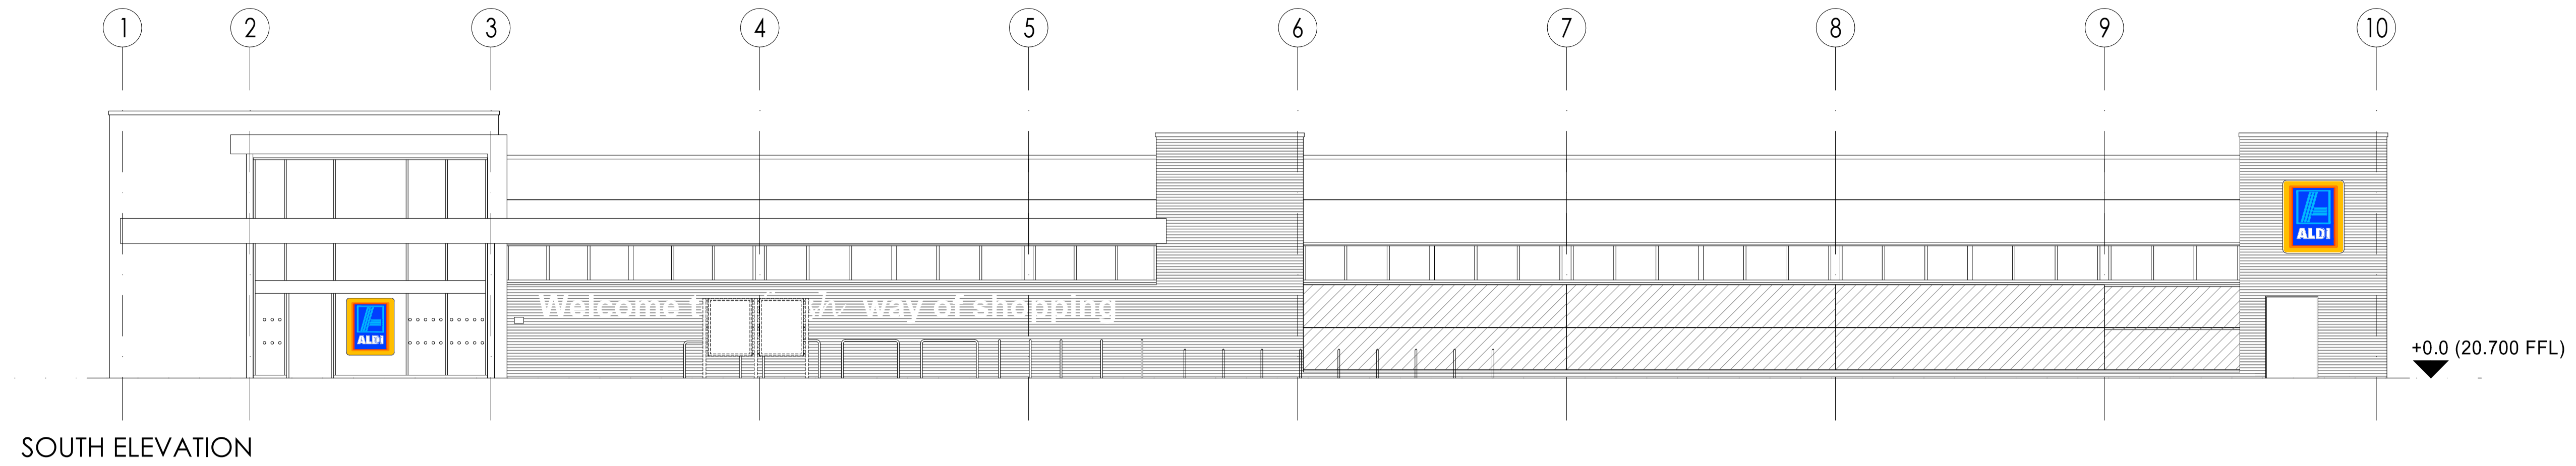 1 2 3 4 5 6 7 8 9 10
ALDI
Welcome way of shopping
ALDI
+0.0 (20.700 FFL)
SOUTH ELEVATION